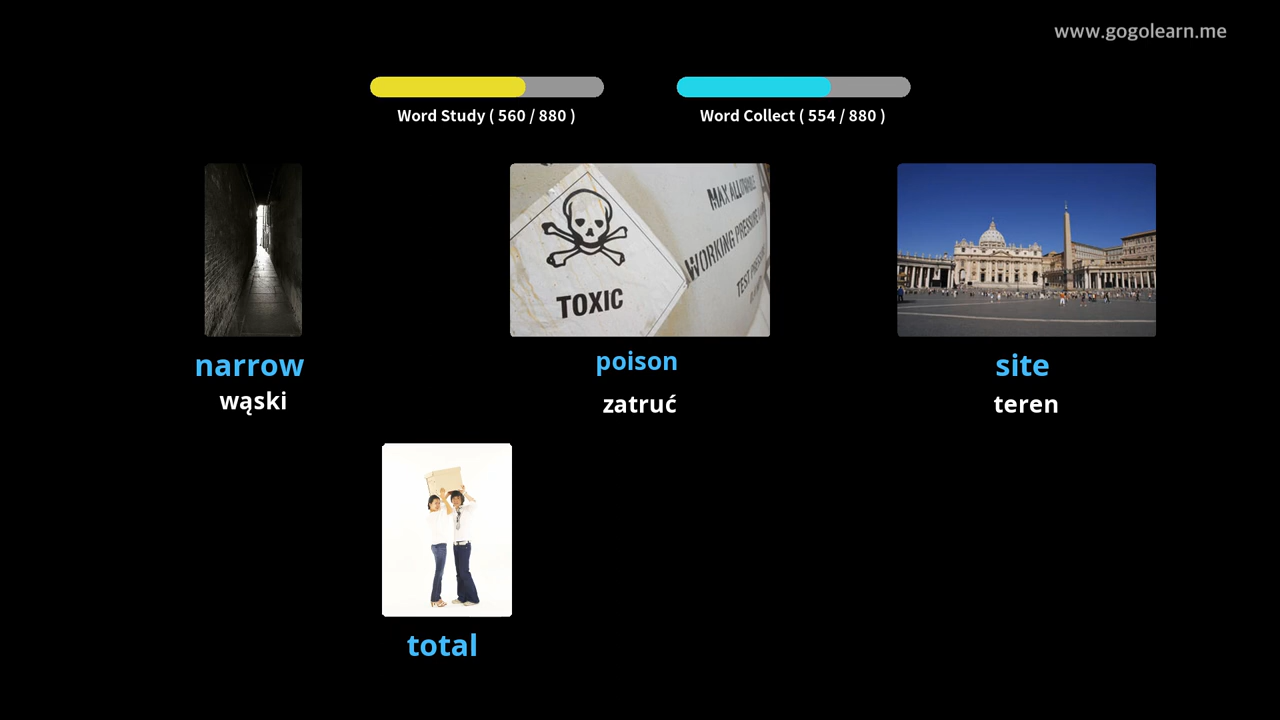 www.gogolearn.me
Word Study ( 560 / 880 )
Word Collect ( 554 / 880 )
TOXIC
MAX ALLOWABLE
WORKING PRESSURE
TEST
narrow
wąski
poison
zatruć
site
teren
total